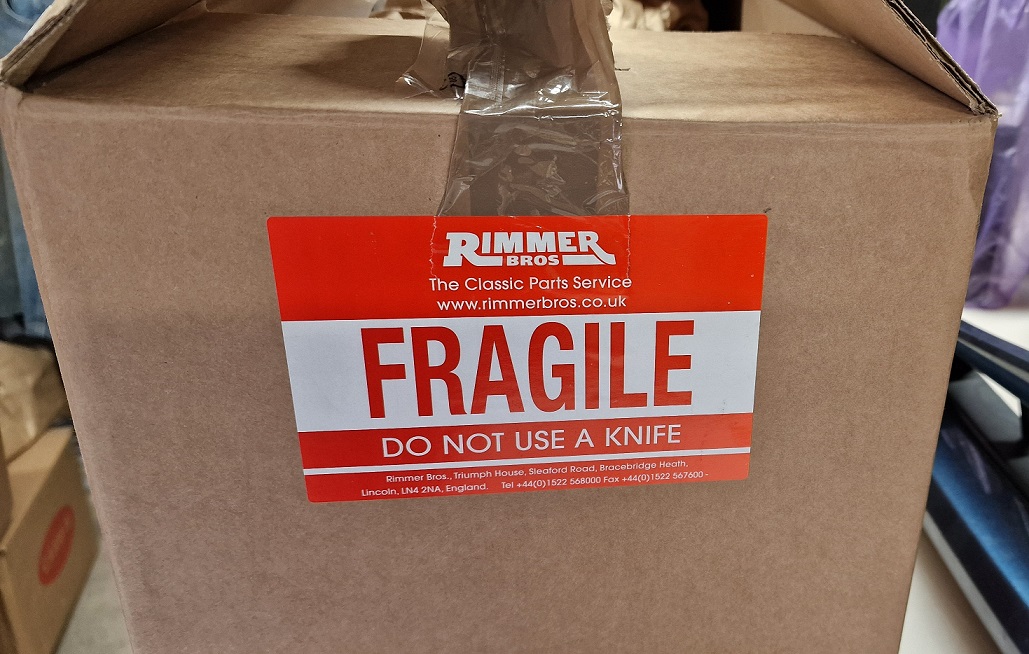 RIMMER
BROS
The Classic Parts Service
www.rimmerbros.co.uk
FRAGILE
DO NOT USE A KNIFE
Rimmer Bros., Triumph House, Sleaford Road, Bracebridge Heath,
Lincoln, LN4 2NA, England. Tel +44(0)1522 568000 Fax +44(0)1522 567600 -